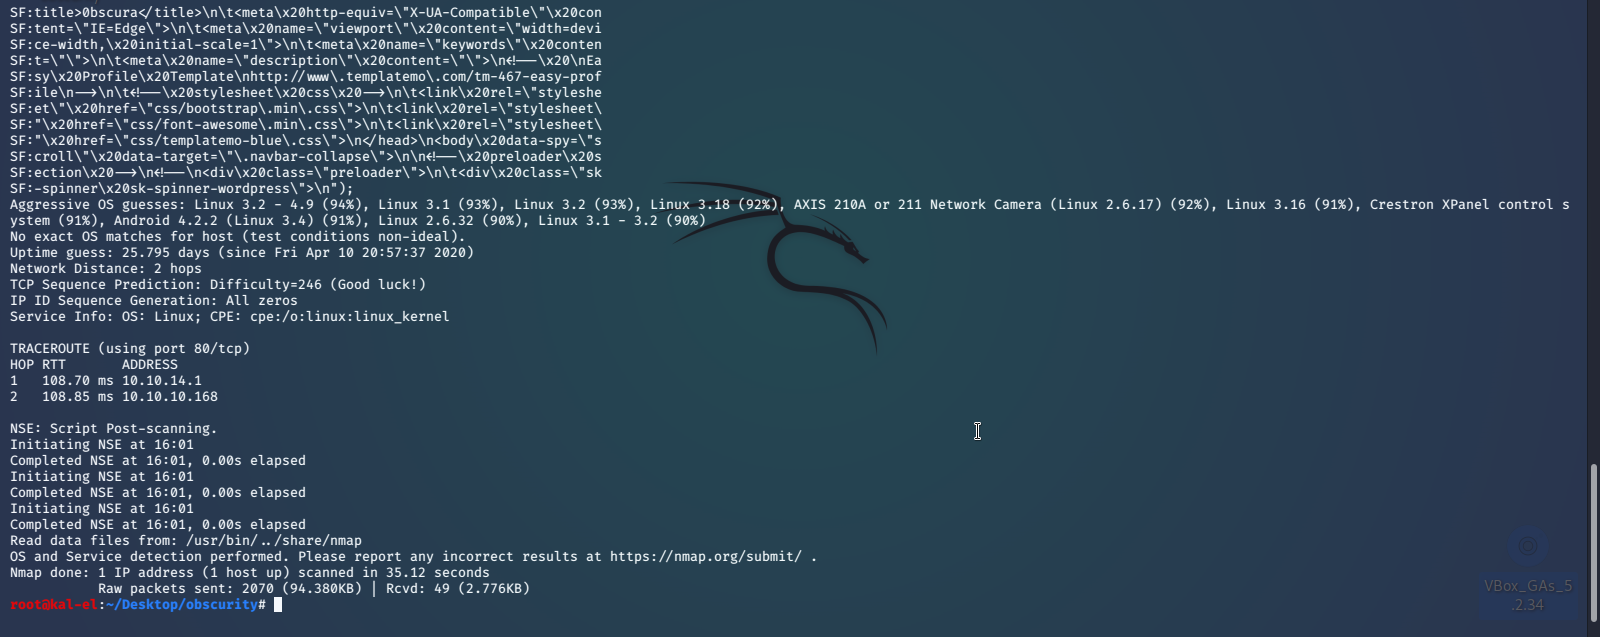 SF:title>0bscura</title>\n\t<meta\x20http-equiv=\"X-UA-Compatible\"\x20con
SF:tent=\"IE=Edge\">\n\t<meta\x20name=\"viewport\"\x20content=\"width=devi
SF:ce-width,\x20initial-scale=1\">\n\t<meta\x20name=\"keywords\"\x20conten
SF:t=\"\">\n\t<meta\x20name=\"description\"\x20content=\"\">\n<!--\x20\nEa
SF:sy\x20Profile\x20Template\nhttp://www\.templatemo\.com/tm-467-easy-prof
SF:ile\n-->\n\t<!--\x20stylesheet\x20css\x20-->\n\t<link\x20rel=\"styleshe
SF:et\"\x20href=\"css/bootstrap\.min\.css\">\n\t<link\x20rel=\"stylesheet\
SF:"\x20href=\"css/font-awesome\.min\.css\">\n\t<link\x20rel=\"stylesheet\
SF:"\x20href=\"css/templatemo-blue\.css\">\n</head>\n<body\x20data-spy=\"s
SF:croll\"\x20data-target=\"\.navbar-collapse\">\n\n<!--\x20preloader\x20s
SF:ection\x20-->\n<!--\n<div\x20class=\"preloader\">\n\t<div\x20class=\"sk
SF:-spinner\x20sk-spinner-wordpress\">\n");
Aggressive OS guesses: Linux 3.2 - 4.9 (94%), Linux 3.1 (93%), Linux 3.2 (93%), Linux 3.18 (92%), AXIS 210A or 211 Network Camera (Linux 2.6.17) (92%), Linux 3.16 (91%), Crestron XPanel control s
ystem (91%), Android 4.2.2 (Linux 3.4) (91%), Linux 2.6.32 (90%), Linux 3.1 - 3.2 (90%)
No exact OS matches for host (test conditions non-ideal).
Uptime guess: 25.795 days (since Fri Apr 10 20:57:37 2020)
Network Distance: 2 hops
TCP Sequence Prediction: Difficulty=246 (Good luck!)
IP ID Sequence Generation: All zeros
Service Info: OS: Linux; CPE: cpe:/o:linux:linux_kernel
TRACEROUTE (using port 80/tcp)
HOP RTT       ADDRESS
1   108.70 ms 10.10.14.1
2   108.85 ms 10.10.10.168
NSE: Script Post-scanning.
Initiating NSE at 16:01
Completed NSE at 16:01, 0.00s elapsed
Initiating NSE at 16:01
Completed NSE at 16:01, 0.00s elapsed
Initiating NSE at 16:01
Completed NSE at 16:01, 0.00s elapsed
Read data files from: /usr/bin/../share/nmap
OS and Service detection performed. Please report any incorrect results at https://nmap.org/submit/ .
Nmap done: 1 IP address (1 host up) scanned in 35.12 seconds
           Raw packets sent: 2070 (94.380KB) | Rcvd: 49 (2.776KB)
root@kal-el:~/Desktop/obscurity#
VBox_GAs_5
.2.34